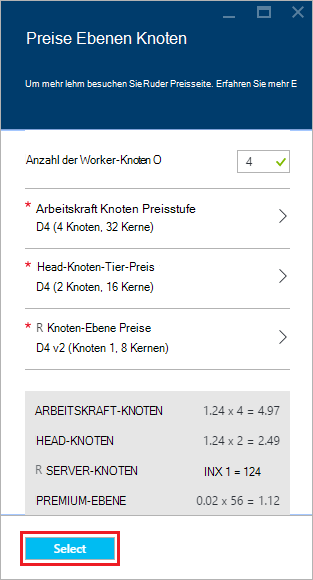 Preise Ebenen Knoten
Um mehr lehm besuchen Sie Ruder Preisseite. Erfahren Sie mehr E
Anzahl der Worker-Knoten O 4
* Arbeitskraft Knoten Preisstufe
D4 (4 Knoten, 32 Kerne)
* Head-Knoten-Tier-Preis
D4 (2 Knoten, 16 Kerne)
* R Knoten-Ebene Preise
D4 v2 (Knoten 1, 8 Kernen)
ARBEITSKRAFT-KNOTEN 1.24 x 4 = 4.97
HEAD-KNOTEN 1.24 x 2 = 2.49
R SERVER-KNOTEN INX 1 = 124
PREMIUM-EBENE 0.02 x 56 = 1.12
Select